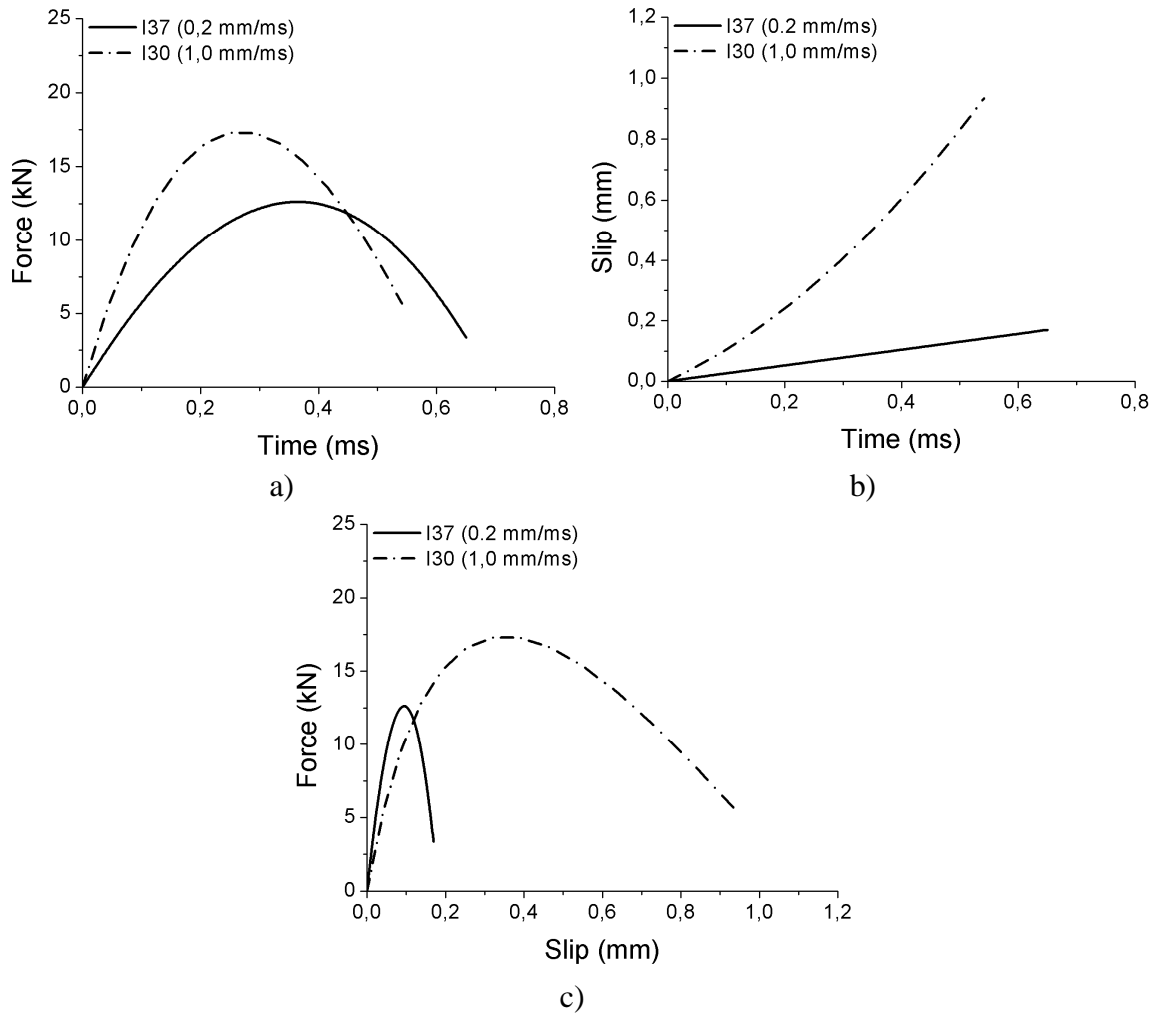 25
20
15
10
5
0
Force (kN)
I37 (0,2 mm/ms)
I30 (1,0 mm/ms)
0,0 0,2 0,4 0,6 0,8
Time (ms)
a)
1,2
1,0
0,8
0,6
0,4
0,2
0,0
Slip (mm)
I37 (0.2 mm/ms)
I30 (1,0 mm/ms)
0,0 0,2 0,4 0,6 0,8
Time (ms)
b)
25
20
15
10
5
0
Force (kN)
I37 (0.2 mm/ms)
I30 (1,0 mm/ms)
0,0 0,2 0,4 0,6 0,8 1,0 1,2
Slip (mm)
c)